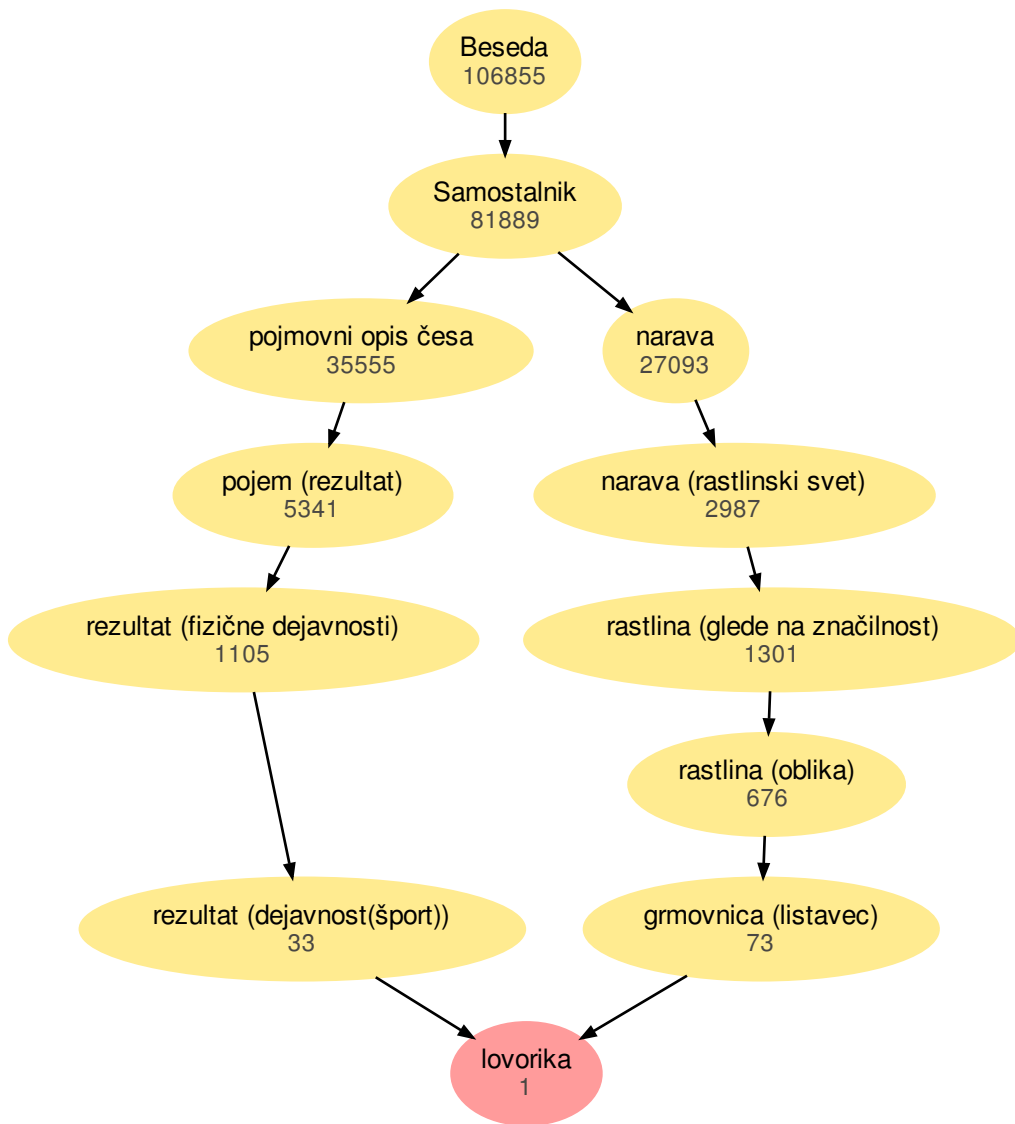 Beseda
106855
Samostalnik
81889
pojmovni opis česa
35555
narava
27093
pojem (rezultat)
5341
narava (rastlinski svet)
2987
rezultat (fizične dejavnosti)
1105
rastlina (glede na značilnost)
1301
rastlina (oblika)
676
rezultat (dejavnost(šport))
33
grmovnica (listavec)
73
lovorika
1